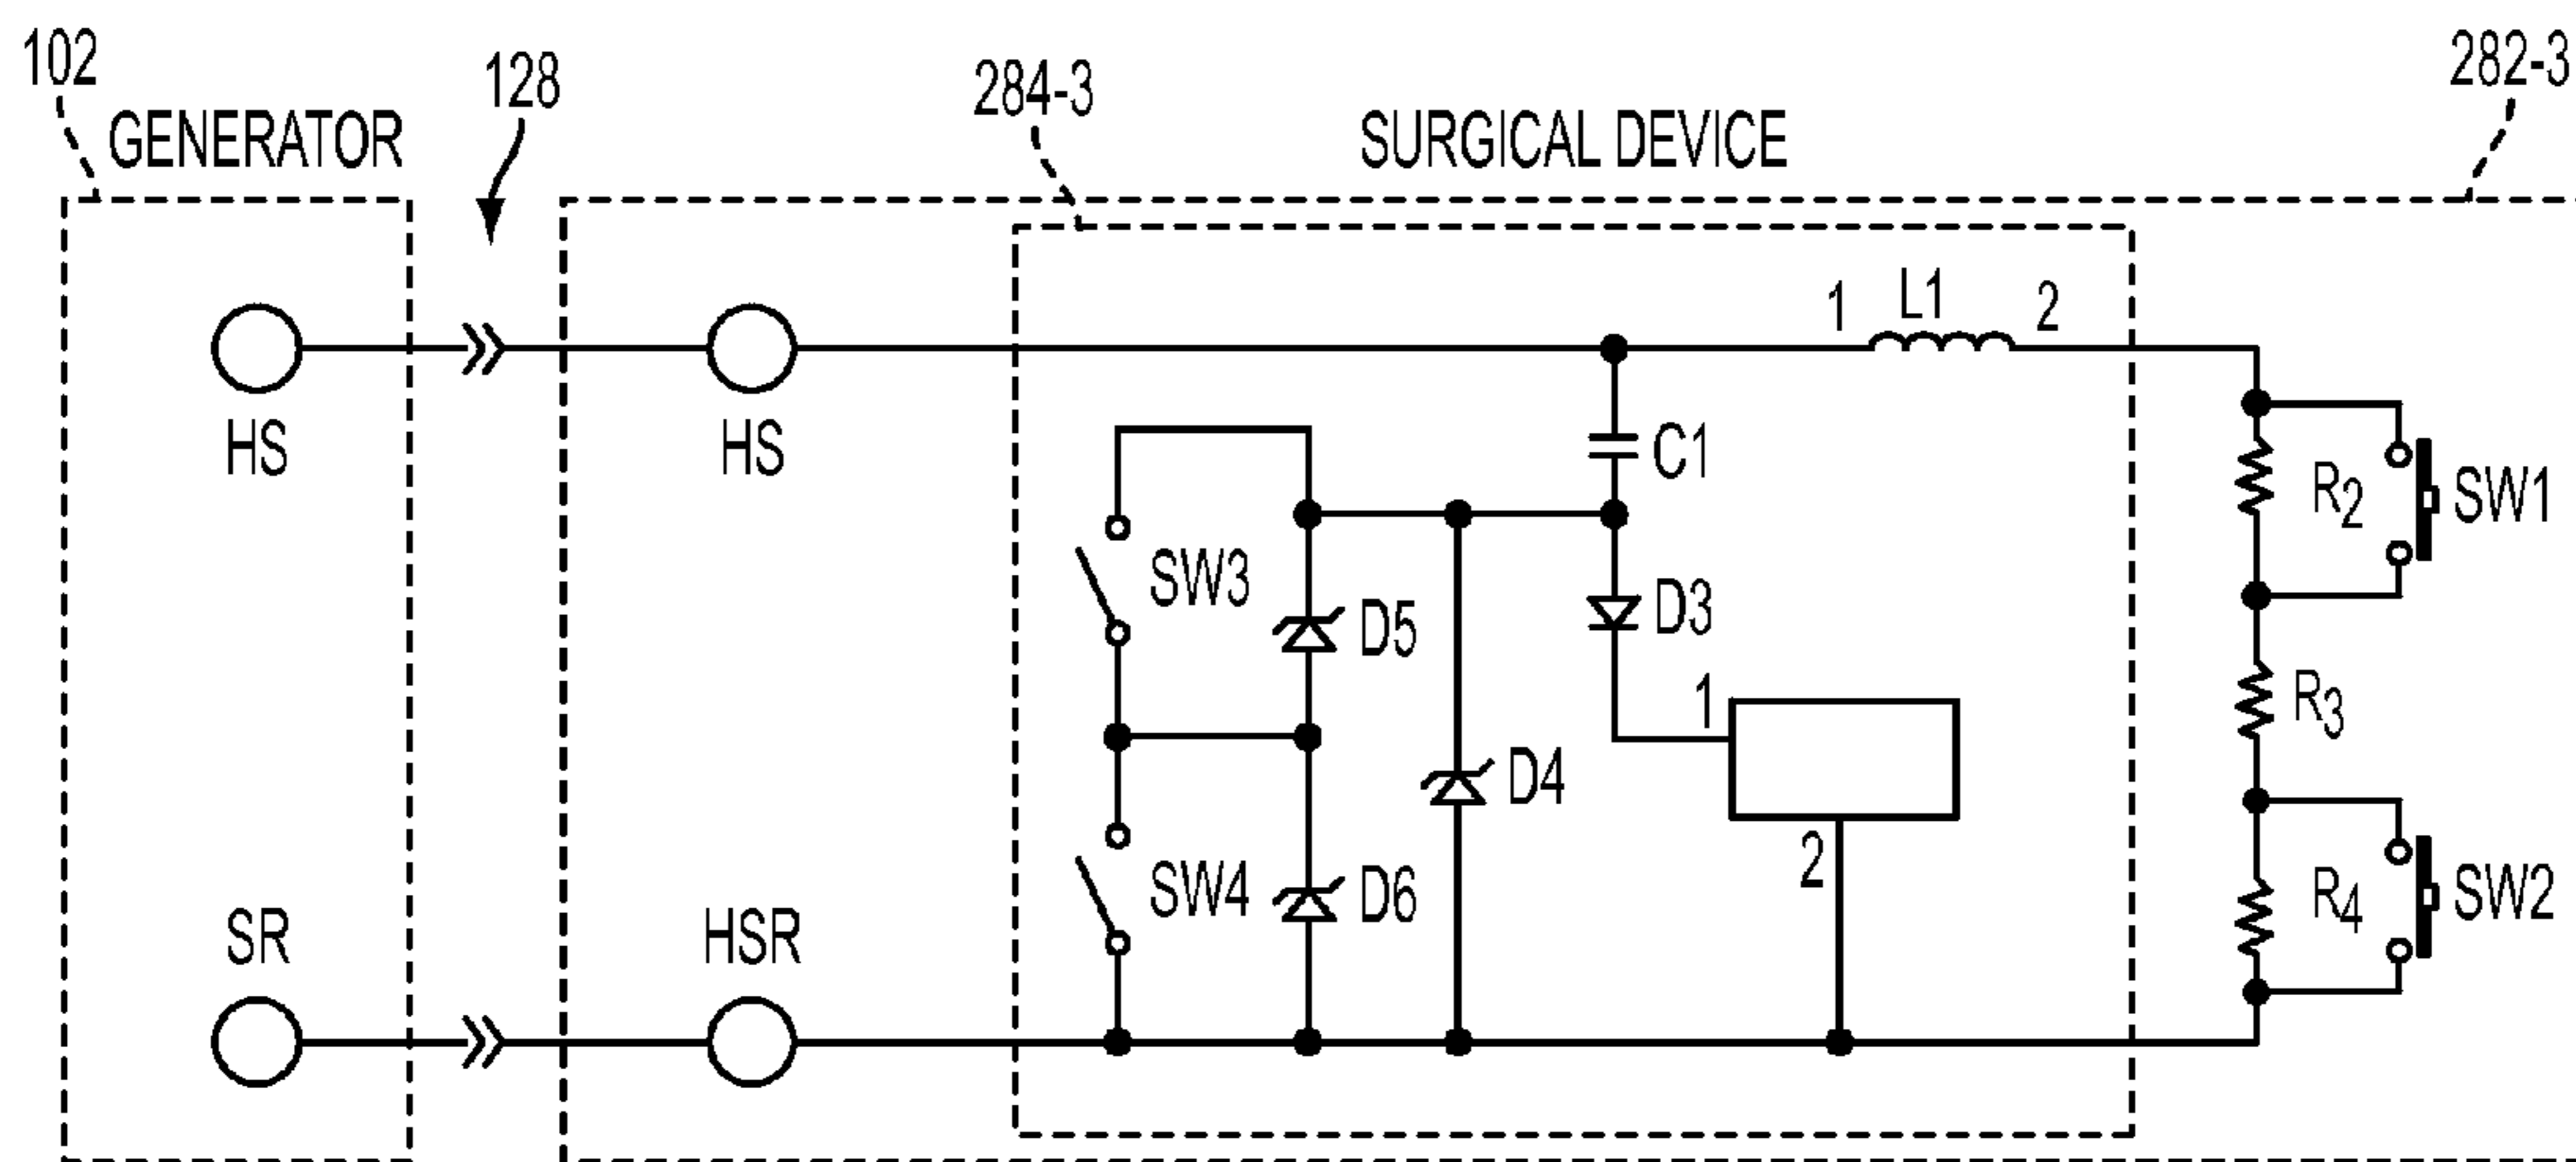 102
128
284-3
282-3
GENERATOR
SURGICAL DEVICE
1 L1 2
HS
HS
C1
R2
SW1
SW3
D5
D3
R3
1
D4
2
SW4
D6
R4
SW2
SR
HSR